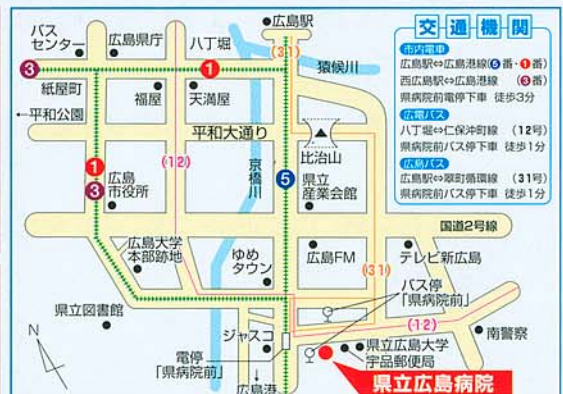 広島駅
バス
センター
広島県庁
八丁堀
(31)
猿候川
3
1
紙屋町
福屋
天満屋
←平和公園
平和大通り
比治山
(12)
京橋川
1
3
広島
市役所
5
県立
産業会館
国道2号線
広島大学
本部跡地
ゆめ
タウン
広島FM
テレビ新広島
(31)
バス停
「県病院前」
県立図書館
(12)
N
ジャスコ
南警察
電停
「県病院前」
県立広島大学
宇品郵便局
↓
広島港
県立広島病院
交通機関
市内電車
広島駅⇔広島港線 (5番・1番)
西広島駅⇔広島港線 (3番)
県病院前電停下車 徒歩3分
広電バス
八丁堀⇔仁保沖町線 (12号)
県病院前バス停下車 徒歩1分
広島バス
広島駅⇔翠町循環線 (31号)
県病院前バス停下車 徒歩1分